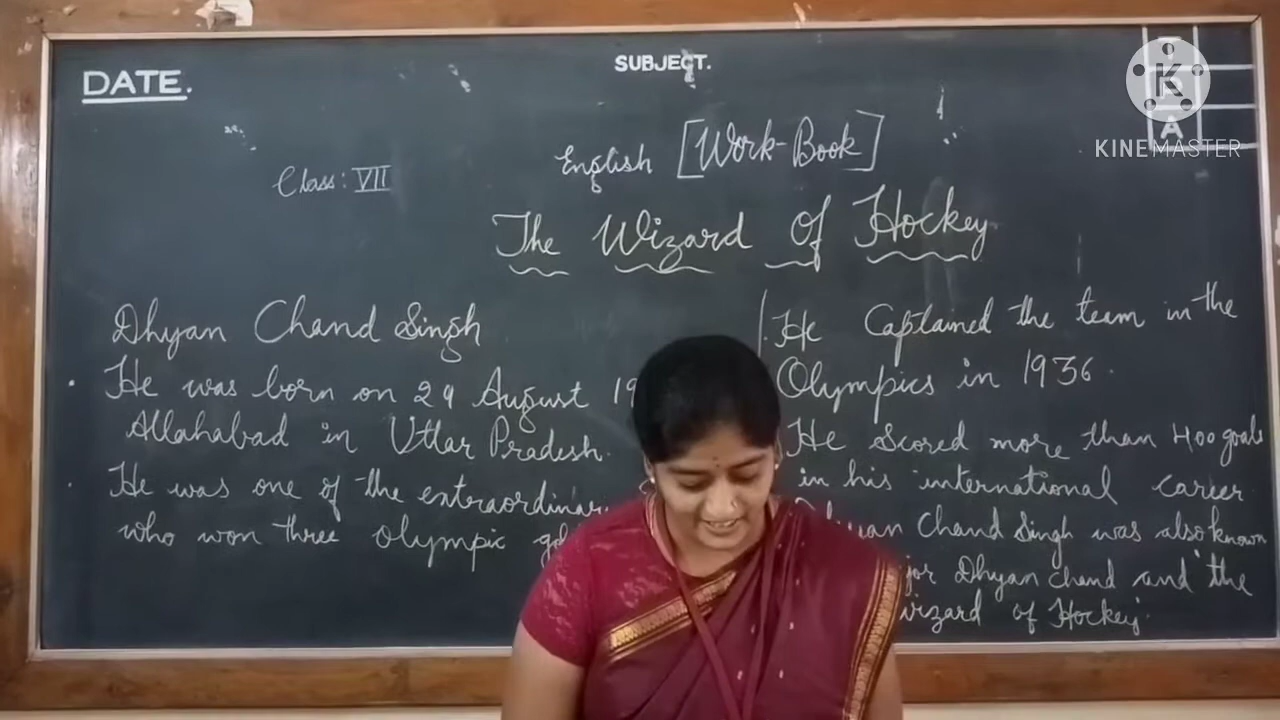 DATE.
SUBJECT.
A
KINEMASTER
English [Work-Book]
Class: VII
The Wizard Of Hockey
Dhyan Chand Singh
He was born on 29 August 19
Allahabad in Uttar Pradesh.
He was one of the extraordinary
who won three olympic
He Captained the team in the
Olympics in 1936.
He Scored more than 400 goals
in his international career
Chand Singh was also known
Dhyan Chand and "the
wizard of Hockey.